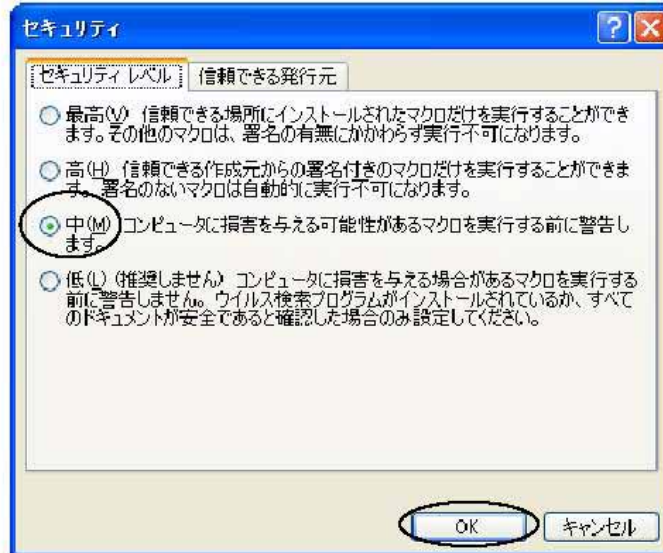 セキュリティ
セキュリティ レベル 信頼できる発行元
最高(V) 信頼できる場所にインストールされたマクロだけを実行することができ
ます。その他のマクロは、署名の有無にかかわらず実行不可になります。
高(H) 信頼できる作成元からの署名付きのマクロだけを実行することができま
す。署名のないマクロは自動的に実行不可になります。
中(M) コンピュータに損害を与える可能性があるマクロを実行する前に警告し
ます。
低(L) (推奨しません) コンピュータに損害を与える場合があるマクロを実行する
前に警告しません。ウイルス検索プログラムがインストールされているか、すべて
のドキュメントが安全であると確認した場合のみ設定してください。
OK キャンセル